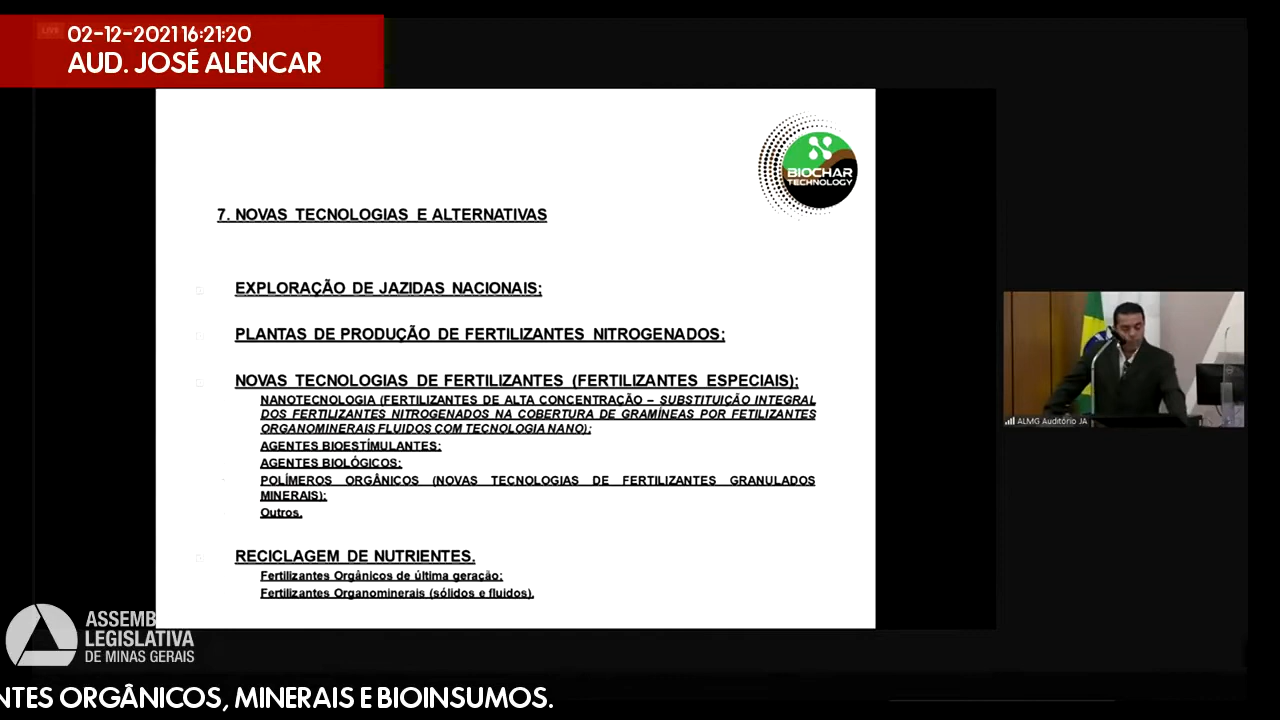 LIVE
02-12-2021 16:21:20
AUD. JOSÉ ALENCAR
BIOCHAR
TECHNOLOGY
7. NOVAS TECNOLOGIAS E ALTERNATIVAS
EXPLORAÇÃO DE JAZIDAS NACIONAIS;
PLANTAS DE PRODUÇÃO DE FERTILIZANTES NITROGENADOS;
NOVAS TECNOLOGIAS DE FERTILIZANTES (FERTILIZANTES ESPECIAIS);
NANOTECNOLOGIA (FERTILIZANTES DE ALTA CONCENTRAÇÃO – SUBSTITUIÇÃO INTEGRAL
DOS FERTILIZANTES NITROGENADOS NA COBERTURA DE GRAMÍNEAS POR FETILIZANTES
ORGANOMINERAIS FLUIDOS COM TECNOLOGIA NANO);
AGENTES BIOESTÍMULANTES;
AGENTES BIOLÓGICOS;
POLÍMEROS ORGÂNICOS (NOVAS TECNOLOGIAS DE FERTILIZANTES GRANULADOS
MINERAIS);
Outros.
RECICLAGEM DE NUTRIENTES.
Fertilizantes Orgânicos de última geração;
Fertilizantes Organominerais (sólidos e fluidos).
ALMG Auditório JA
ASSEMB
LEGISLATIVA
DE MINAS GERAIS
NTES ORGÂNICOS, MINERAIS E BIOINSUMOS.